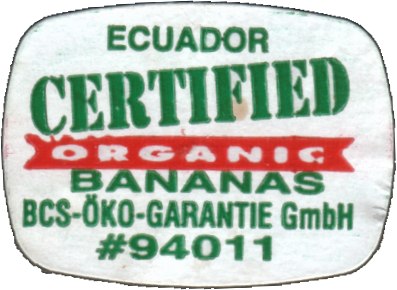 ECUADOR
CERTIFIED
ORGANIC
BANANAS
BCS-ÖKO-GARANTIE GmbH
#94011